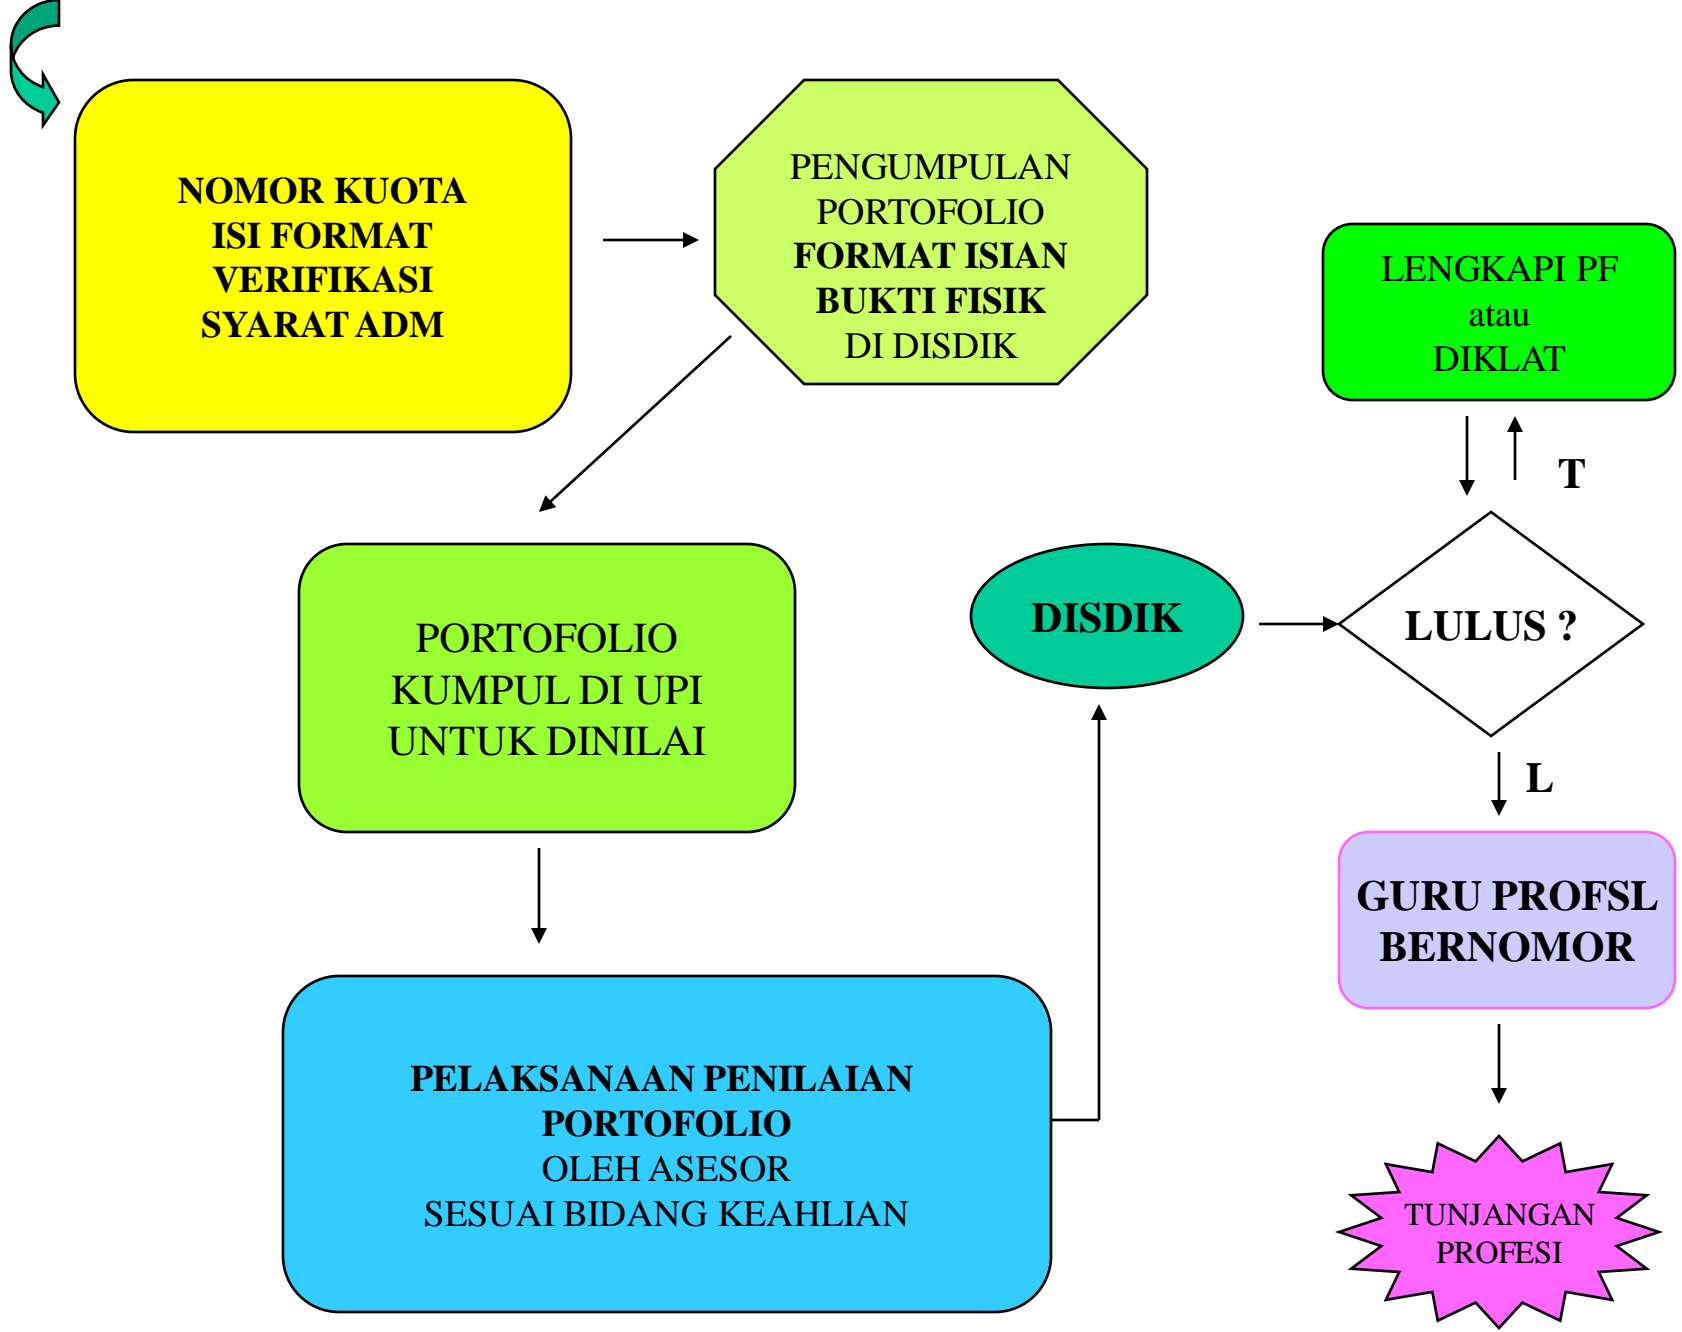 NOMOR KUOTA
ISI FORMAT
VERIFIKASI
SYARAT ADM
PENGUMPULAN
PORTOFOLIO
FORMAT ISIAN
BUKTI FISIK
DI DISDIK
PORTOFOLIO
KUMPUL DI UPI
UNTUK DINILAI
PELAKSANAAN PENILAIAN
PORTOFOLIO
OLEH ASESOR
SESUAI BIDANG KEAHLIAN
DISDIK
LULUS ?
T
LENGKAPI PF
atau
DIKLAT
L
GURU PROFSL
BERNOMOR
TUNJANGAN
PROFESI